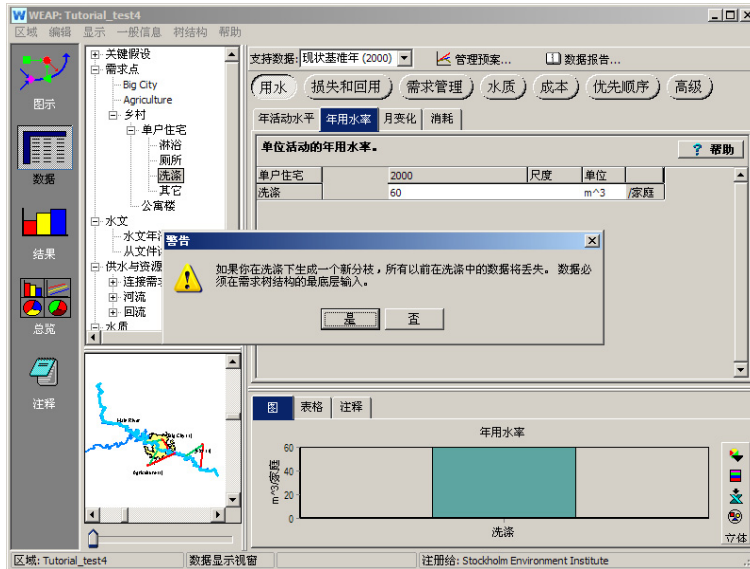 WEAP: Tutorial_test4
区域 编辑 显示 一般信息 树结构 帮助
图示
数据
结果
总览
注释
关键假设
需求点
Big City
Agriculture
乡村
单户住宅
淋浴
厕所
洗涤
其它
公寓楼
水文
水文年
从文件
供水与资源
连接需
河流
回流
水质
支持数据: 现状基准年 (2000) 管理预案... 数据报告...
用水 损失和回用 需求管理 水质 成本 优先顺序 高级
年活动水平 年用水率 月变化 消耗
单位活动的年用水率。 ? 帮助
单户住宅 2000 尺度 单位
洗涤 60 m^3 /家庭
警告
如果你在洗涤下生成一个新分枝，所有以前在洗涤中的数据将丢失。 数据必
须在需求树结构的最底层输入。
是 否
Main River
Big City (1)
图 表格 注释
年用水率
m^3/家庭
60
40
20
0
洗涤
立体
区域: Tutorial_test4 数据显示视窗 注册给: Stockholm Environment Institute